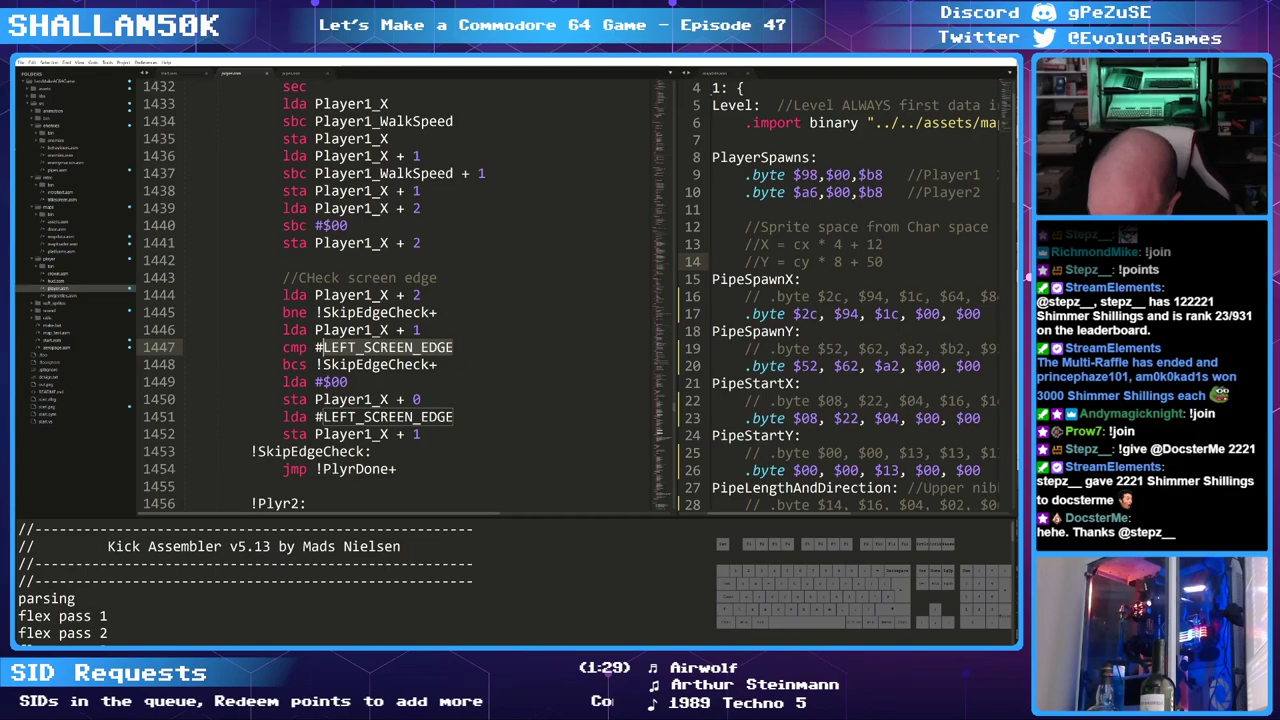 SHALLAN50K
Let's Make a Commodore 64 Game - Episode 47
Discord gPeZuSE
Twitter @EvoluteGames
FOLDERS
1432 sec
1433 lda Player1_X
1434 sbc Player1_WalkSpeed
1435 sta Player1_X
1436 lda Player1_X + 1
1437 sbc Player1_WalkSpeed + 1
1438 sta Player1_X + 1
1439 lda Player1_X + 2
1440 sbc #$00
1441 sta Player1_X + 2
1442
1443 //CHeck screen edge
1444 lda Player1_X + 2
1445 bne !SkipEdgeCheck+
1446 lda Player1_X + 1
1447 cmp #LEFT_SCREEN_EDGE
1448 bcs !SkipEdgeCheck+
1449 lda #$00
1450 sta Player1_X + 0
1451 lda #LEFT_SCREEN_EDGE
1452 sta Player1_X + 1
1453 !SkipEdgeCheck:
1454 jmp !PlyrDone+
1455
1456 !Plyr2:
4 1: {
5 Level: //Level ALWAYS first data i
6 .import binary "../../assets/ma
7
8 PlayerSpawns:
9 .byte $98,$00,$b8 //Player1
10 .byte $a6,$00,$b8 //Player2
11
12 //Sprite space from Char space
13 //X = cx * 4 + 12
14 //Y = cy * 8 + 50
15 PipeSpawnX:
16 // .byte $2c, $94, $1c, $64, $8
17 .byte $2c, $94, $1c, $00, $00
18 PipeSpawnY:
19 // .byte $52, $62, $a2, $b2, $9
20 .byte $52, $62, $a2, $00, $00
21 PipeStartX:
22 // .byte $08, $22, $04, $16, $1
23 .byte $08, $22, $04, $00, $00
24 PipeStartY:
25 // .byte $00, $00, $13, $13, $1
26 .byte $00, $00, $13, $00, $00
27 PipeLengthAndDirection: //Upper nib
28 // .byte $14, $16, $04, $02, $0
//------------------------------------------------------
// Kick Assembler v5.13 by Mads Nielsen
//------------------------------------------------------
//------------------------------------------------------
parsing
flex pass 1
flex pass 2
Stepz__:
RichmondMike: !join
Stepz__: !points
StreamElements:
@stepz__, stepz__ has 122221
Shimmer Shillings and is rank 23/931
on the leaderboard.
StreamElements:
The Multi-Raffle has ended and
princephaze101, am0k0kad1s won
3000 Shimmer Shillings each
Andymagicknight: !join
Prow7: !join
Stepz__: !give @DocsterMe 2221
StreamElements:
stepz__ gave 2221 Shimmer Shillings
to docsterme
DocsterMe:
hehe. Thanks @stepz__
SID Requests
SIDs in the queue, Redeem points to add more
Co
(1:29) Airwolf
Arthur Steinmann
1989 Techno 5